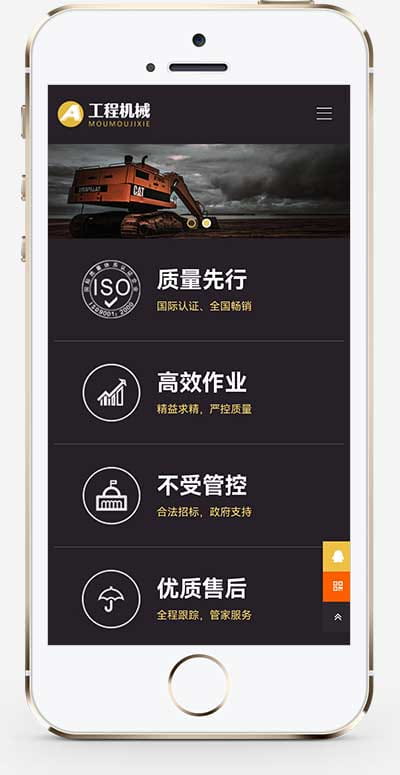 A 工程机械
MOUMOUJIXIE
CATERPILLAR
CAT
ISO
ISO9001: 2000
质量先行
国际认证、全国畅销
高效作业
精益求精，严控质量
不受管控
合法招标，政府支持
优质售后
全程跟踪，管家服务